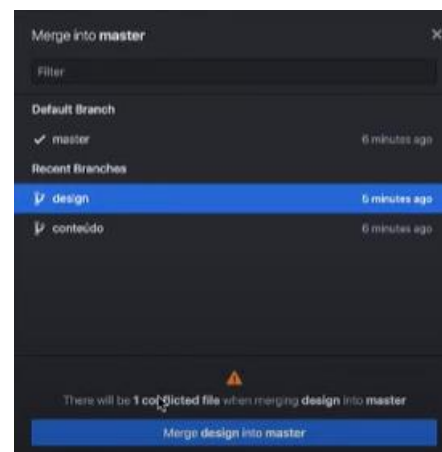 Merge into master
Filter
Default Branch
master 6 minutes ago
Recent Branches
design 5 minutes ago
conteúdo 6 minutes ago
There will be 1 conflicted file when merging design into master
Merge design into master